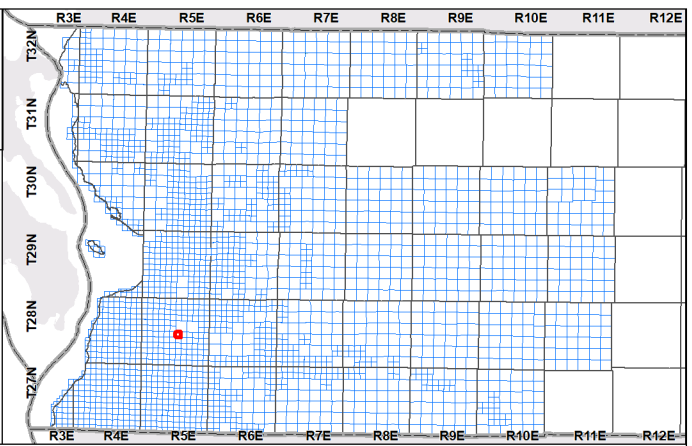 R3E R4E R5E R6E R7E R8E R9E R10E R11E R12E
T32N
T31N
T30N
T29N
T28N
T27N
R3E R4E R5E R6E R7E R8E R9E R10E R11E R12E